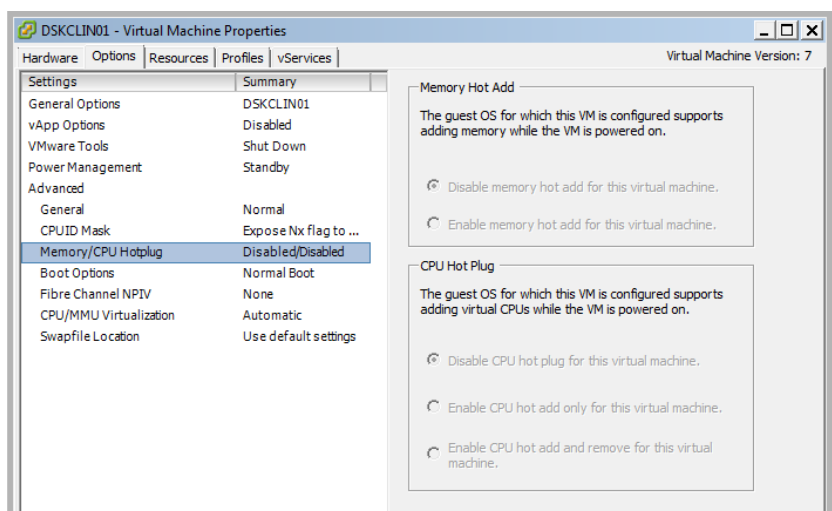 DSKCLIN01 - Virtual Machine Properties
Hardware Options Resources Profiles vServices Virtual Machine Version: 7
Settings Summary
General Options DSKCLIN01
vApp Options Disabled
VMware Tools Shut Down
Power Management Standby
Advanced
General Normal
CPUID Mask Expose Nx flag to ...
Memory/CPU Hotplug Disabled/Disabled
Boot Options Normal Boot
Fibre Channel NPIV None
CPU/MMU Virtualization Automatic
Swapfile Location Use default settings
Memory Hot Add
The guest OS for which this VM is configured supports
adding memory while the VM is powered on.
Disable memory hot add for this virtual machine.
Enable memory hot add for this virtual machine.
CPU Hot Plug
The guest OS for which this VM is configured supports
adding virtual CPUs while the VM is powered on.
Disable CPU hot plug for this virtual machine.
Enable CPU hot add only for this virtual machine.
Enable CPU hot add and remove for this virtual
machine.